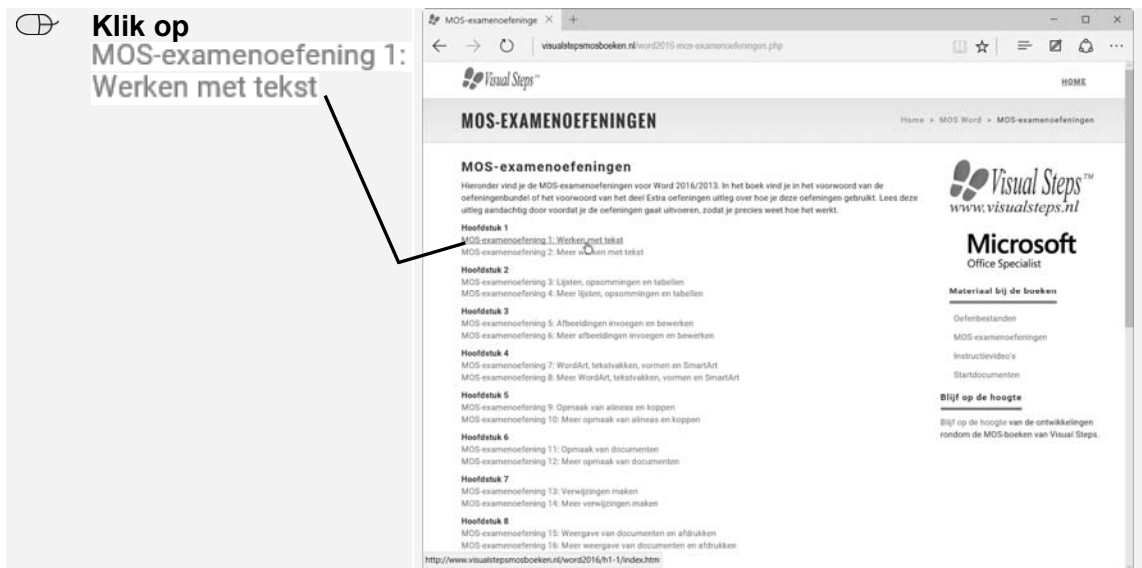 Klik op
MOS-examenoefening 1:
Werken met tekst
MOS-examenoefeninge
visualstepsmosboeken.nl/word2016-mos-examenoefeningen.php
Visual Steps™
HOME
MOS-EXAMENOEFENINGEN
Home > MOS Word > MOS-examenoefeningen
MOS-examenoefeningen
Hieronder vind je de MOS-examenoefeningen voor Word 2016/2013. In het boek vind je in het voorwoord van de
oefeningenbundel of het voorwoord van het deel Extra oefeningen uitleg over hoe je deze oefeningen gebruikt. Lees deze
uitleg aandachtig door voordat je de oefeningen gaat uitvoeren, zodat je precies weet hoe het werkt.
Hoofdstuk 1
MOS-examenoefening 1: Werken met tekst
MOS-examenoefening 2: Meer werken met tekst
Hoofdstuk 2
MOS-examenoefening 3: Lijsten, opsommingen en tabellen
MOS-examenoefening 4: Meer lijsten, opsommingen en tabellen
Hoofdstuk 3
MOS-examenoefening 5: Afbeeldingen invoegen en bewerken
MOS-examenoefening 6: Meer afbeeldingen invoegen en bewerken
Hoofdstuk 4
MOS-examenoefening 7: WordArt, tekstvakken, vormen en SmartArt
MOS-examenoefening 8: Meer WordArt, tekstvakken, vormen en SmartArt
Hoofdstuk 5
MOS-examenoefening 9: Opmaak van alineas en koppen
MOS-examenoefening 10: Meer opmaak van alineas en koppen
Hoofdstuk 6
MOS-examenoefening 11: Opmaak van documenten
MOS-examenoefening 12: Meer opmaak van documenten
Hoofdstuk 7
MOS-examenoefening 13: Verwijzingen maken
MOS-examenoefening 14: Meer verwijzingen maken
Hoofdstuk 8
MOS-examenoefening 15: Weergave van documenten en afdrukken
MOS-examenoefening 16: Meer weergave van documenten en afdrukken
http://www.visualstepsmosboeken.nl/word2016/h1-1/index.htm
Visual Steps™
www.visualsteps.nl
Microsoft
Office Specialist
Materiaal bij de boeken
Oefenbestanden
MOS-examenoefeningen
Instructievideo's
Startdocumenten
Blijf op de hoogte
Blijf op de hoogte van de ontwikkelingen
rondom de MOS-boeken van Visual Steps.